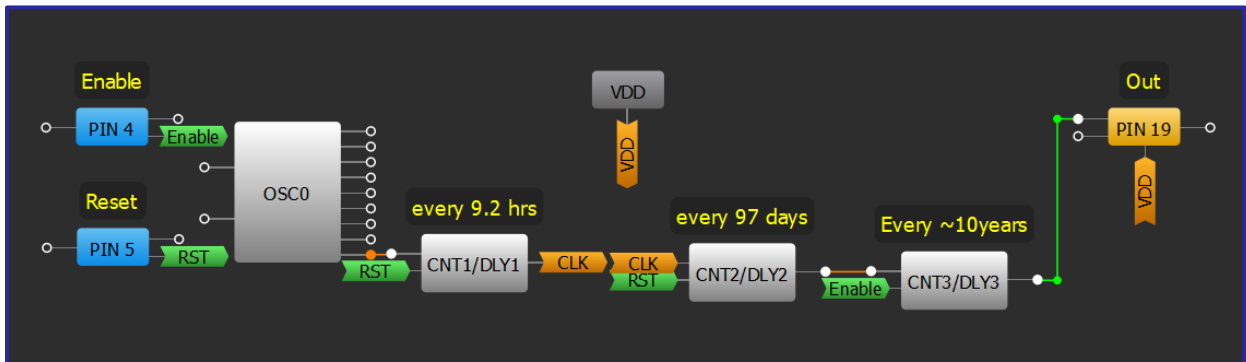 Enable
PIN 4
Enable
Reset
PIN 5
RST
OSC0
RST
every 9.2 hrs
CNT1/DLY1
CLK
VDD
VDD
CLK
RST
every 97 days
CNT2/DLY2
Enable
Every ~10years
CNT3/DLY3
Out
PIN 19
VDD